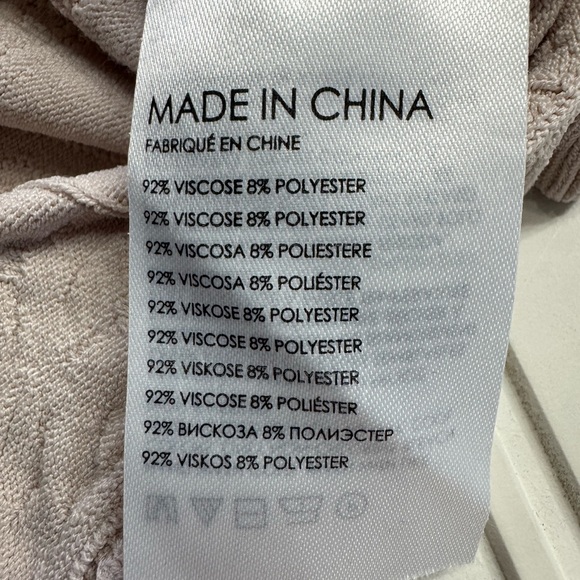 MADE IN CHINA
FABRIQUÉ EN CHINE
92% VISCOSE 8% POLYESTER
92% VISCOSE 8% POLYESTER
92% VISCOSA 8% POLIESTERE
92% VISCOSA 8% POLIÉSTER
92% VISKOSE 8% POLYESTER
92% VISCOSE 8% POLYESTER
92% VISKOSE 8% POLYESTER
92% VISCOSE 8% POLIÉSTER
92% ВИСКОЗА 8% ПОЛИЭСТЕР
92% VISKOS 8% POLYESTER